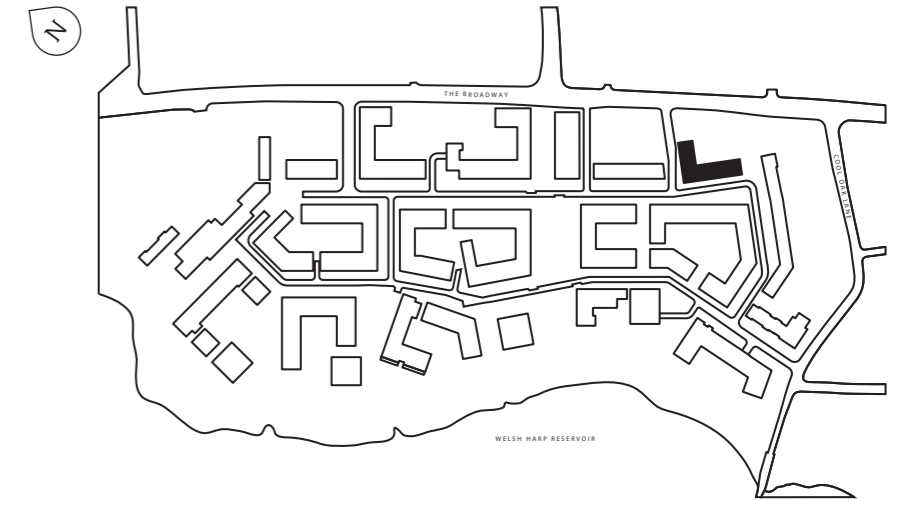 N
THE BROADWAY
COOL OAK LANE
WELSH HARP RESERVOIR